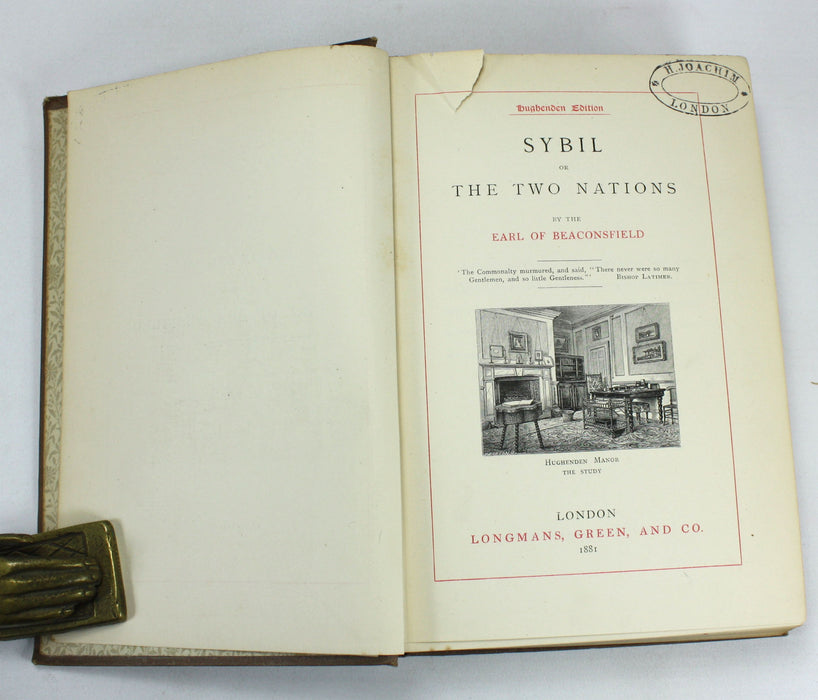 H. JOACHIM
LONDON
Hughenden Edition
SYBIL
OR
THE TWO NATIONS
BY THE
EARL OF BEACONSFIELD
'The Commonalty murmured, and said, "There never were so many
Gentlemen, and so little Gentleness."' BISHOP LATIMER.
HUGHENDEN MANOR
THE STUDY
LONDON
LONGMANS, GREEN, AND CO.
1881